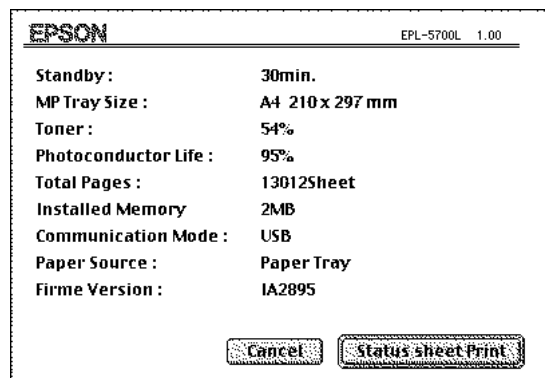 EPSON EPL-5700L 1.00
Standby : 30min.
MP Tray Size : A4 210 x 297 mm
Toner : 54%
Photoconductor Life : 95%
Total Pages : 13012Sheet
Installed Memory 2MB
Communication Mode : USB
Paper Source : Paper Tray
Firme Version : IA2895
Cancel Status sheet Print